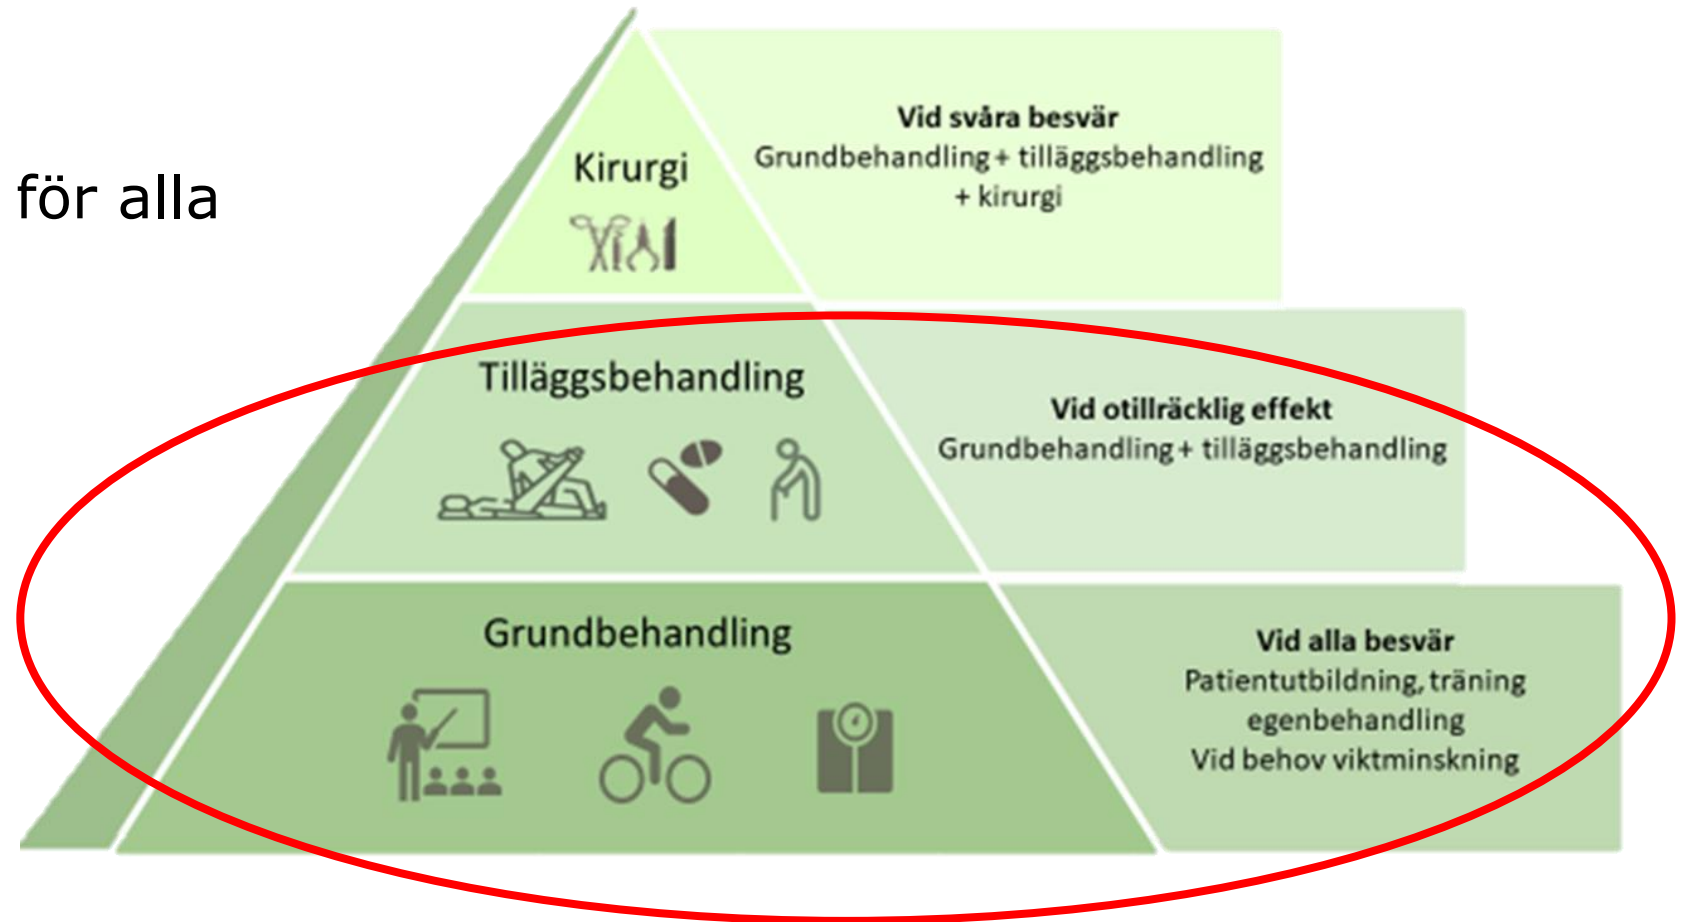 för alla
Kirurgi
Vid svåra besvär
Grundbehandling + tilläggsbehandling
+ kirurgi
Tilläggsbehandling
Vid otillräcklig effekt
Grundbehandling + tilläggsbehandling
Grundbehandling
Vid alla besvär
Patientutbildning, träning
egenbehandling
Vid behov viktminskning